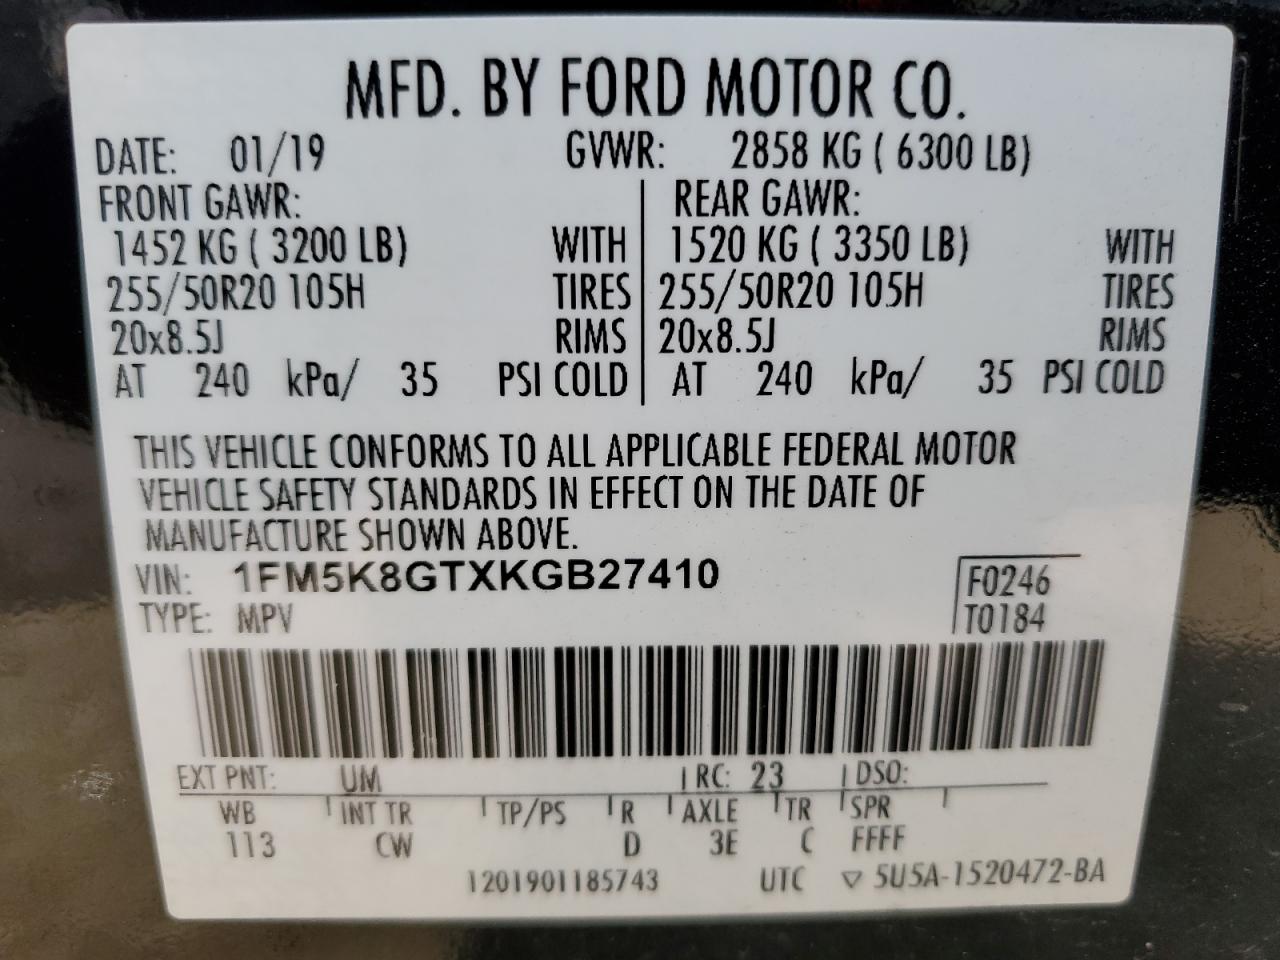 MFD. BY FORD MOTOR CO.
DATE: 01/19 GVWR: 2858 KG ( 6300 LB)
FRONT GAWR: REAR GAWR:
1452 KG ( 3200 LB) WITH 1520 KG ( 3350 LB) WITH
255/50R20 105H TIRES 255/50R20 105H TIRES
20x8.5J RIMS 20x8.5J RIMS
AT 240 kPa/ 35 PSI COLD AT 240 kPa/ 35 PSI COLD
THIS VEHICLE CONFORMS TO ALL APPLICABLE FEDERAL MOTOR
VEHICLE SAFETY STANDARDS IN EFFECT ON THE DATE OF
MANUFACTURE SHOWN ABOVE.
VIN: 1FM5K8GTXKGB27410 F0246
TYPE: MPV T0184
EXT PNT: UM RC: 23 DSO:
WB INT TR TP/PS R AXLE TR SPR
113 CW D 3E C FFFF
1201901185743 UTC ▽ 5U5A-1520472-BA